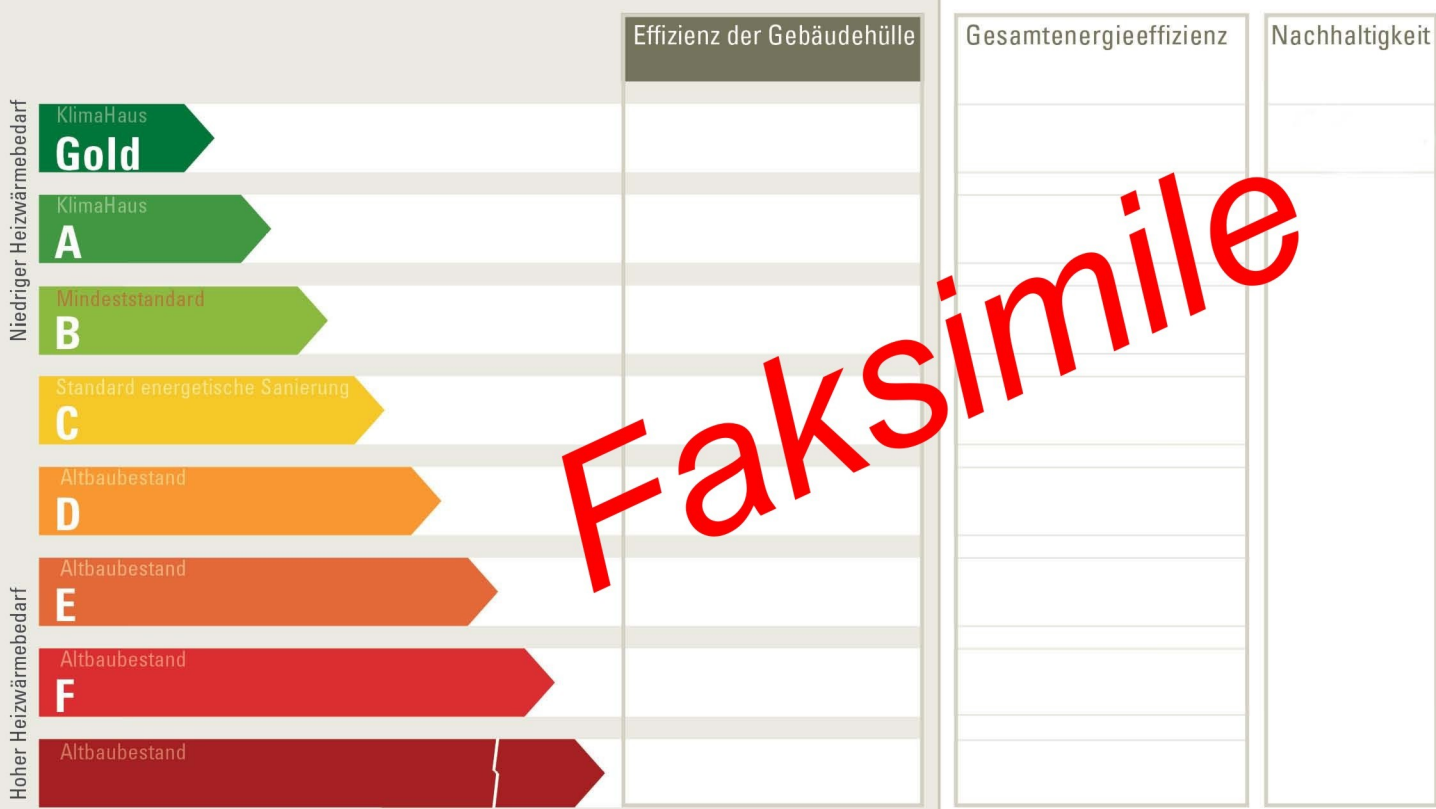 Effizienz der Gebäudehülle
Gesamtenergieeffizienz
Nachhaltigkeit
Niedriger Heizwärmebedarf
KlimaHaus
Gold
KlimaHaus
A
Mindeststandard
B
Standard energetische Sanierung
C
Altbaubestand
D
Hoher Heizwärmebedarf
Altbaubestand
E
Altbaubestand
F
Altbaubestand
Faksimile